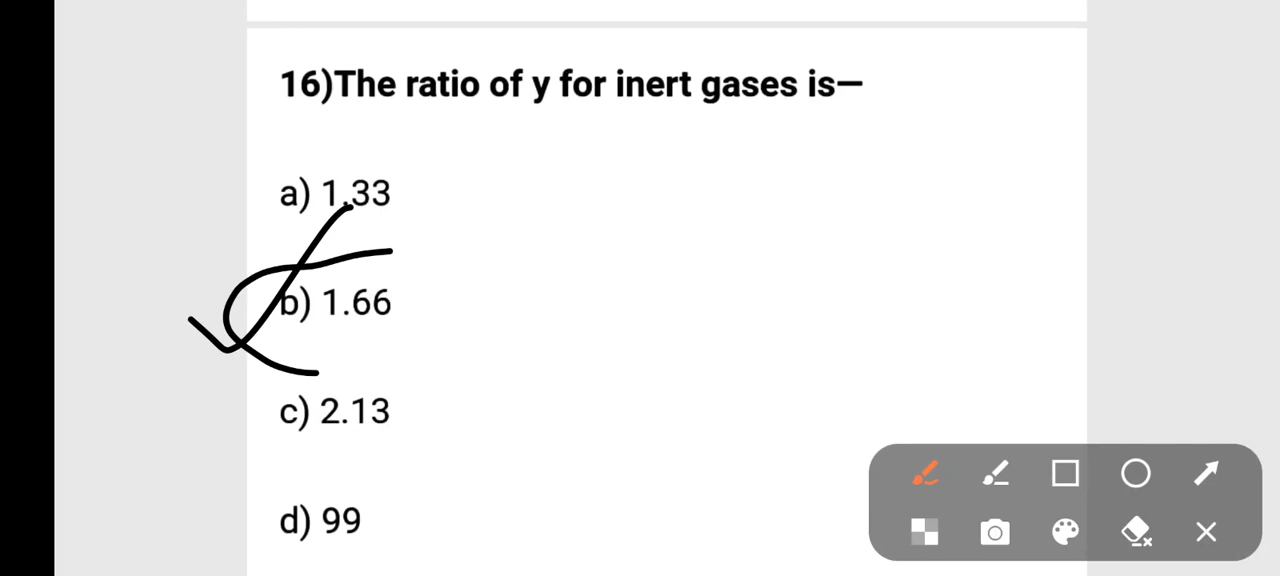 16)The ratio of y for inert gases is—
a) 1.33
b) 1.66
c) 2.13
d) 99